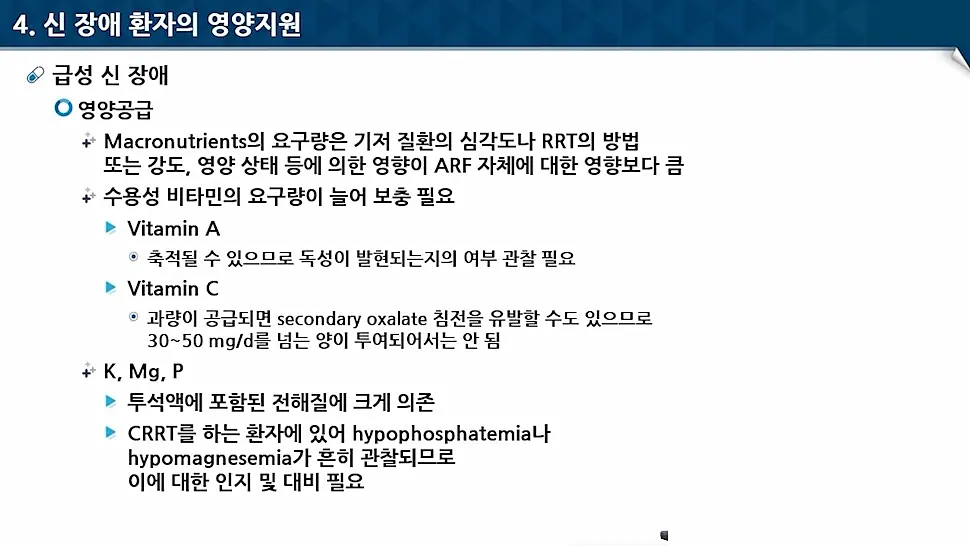 4. 신 장애 환자의 영양지원
급성 신 장애
영양공급
Macronutrients의 요구량은 기저 질환의 심각도나 RRT의 방법
또는 강도, 영양 상태 등에 의한 영향이 ARF 자체에 대한 영향보다 큼
수용성 비타민의 요구량이 늘어 보충 필요
Vitamin A
축적될 수 있으므로 독성이 발현되는지의 여부 관찰 필요
Vitamin C
과량이 공급되면 secondary oxalate 침전을 유발할 수도 있으므로
30~50 mg/d를 넘는 양이 투여되어서는 안 됨
K, Mg, P
투석액에 포함된 전해질에 크게 의존
CRRT를 하는 환자에 있어 hypophosphatemia나
hypomagnesemia가 흔히 관찰되므로
이에 대한 인지 및 대비 필요